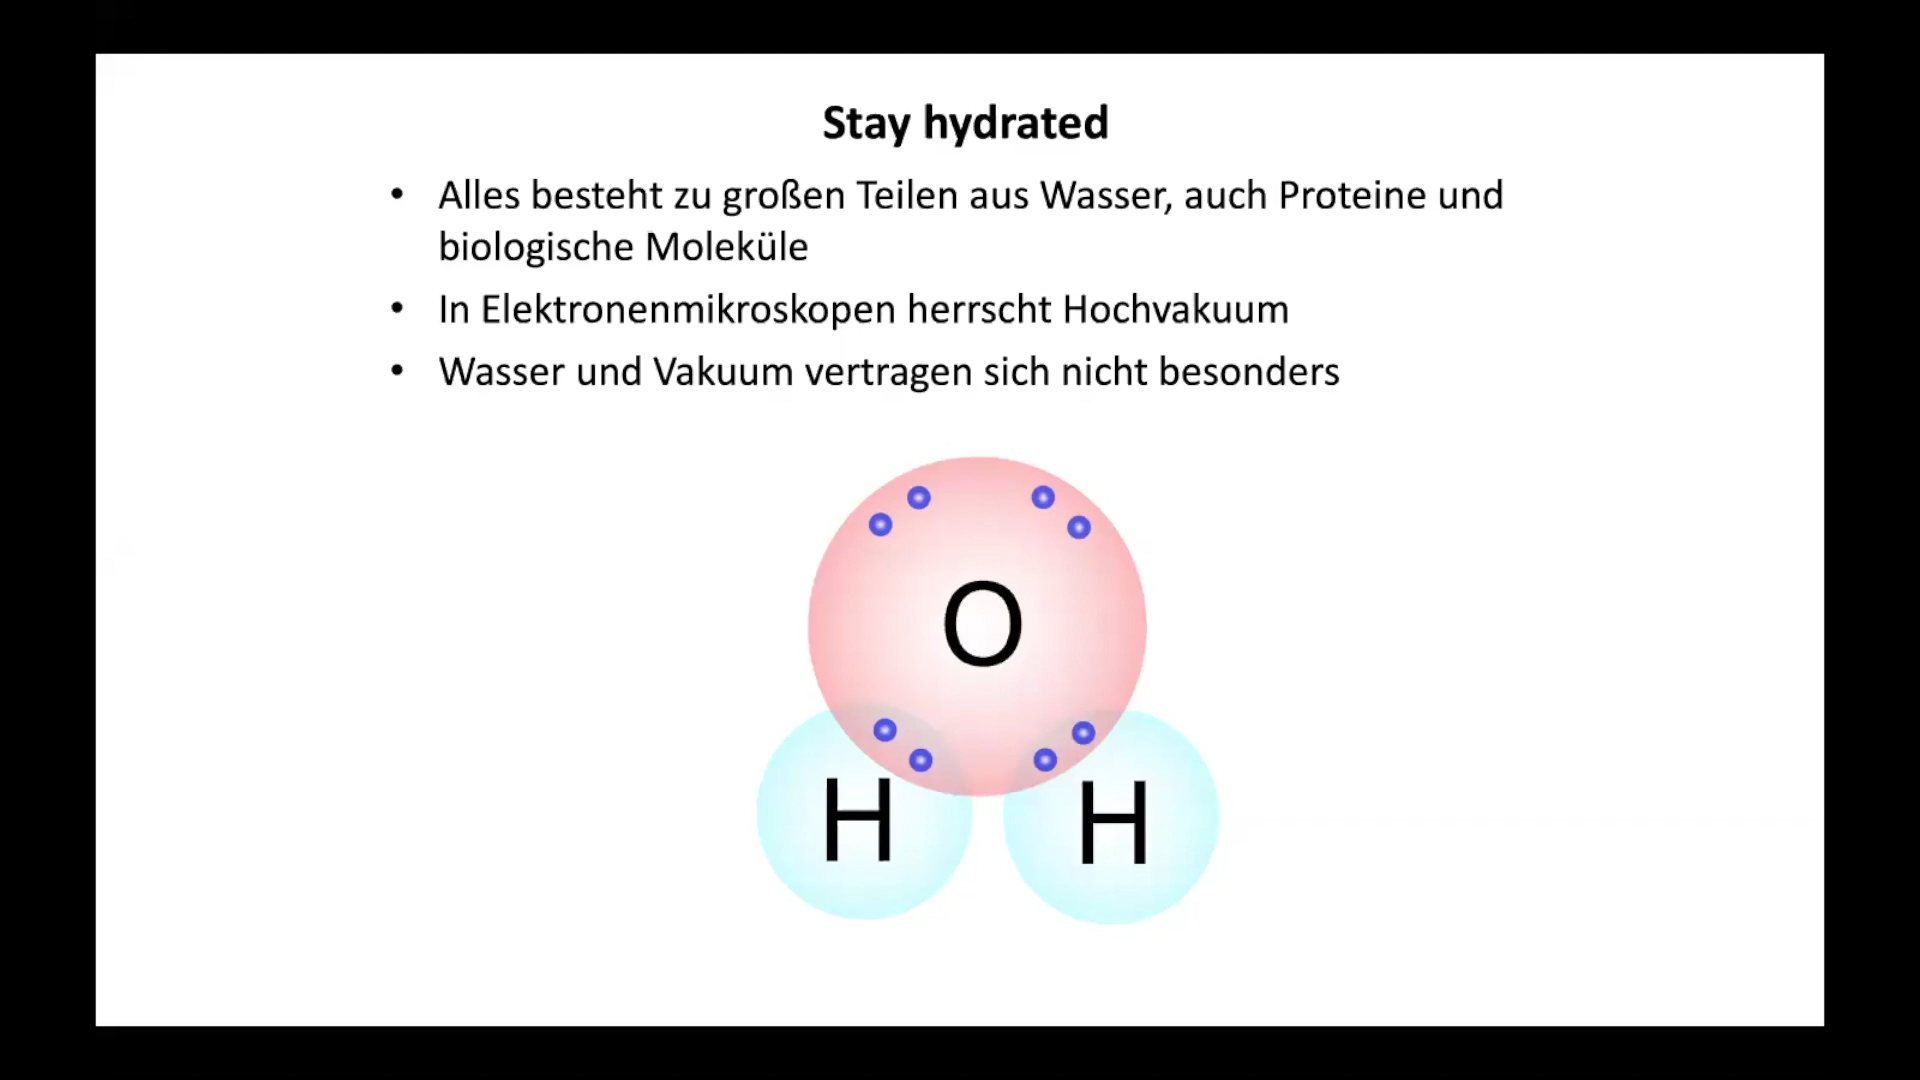 Stay hydrated
• Alles besteht zu großen Teilen aus Wasser, auch Proteine und
biologische Moleküle
• In Elektronenmikroskopen herrscht Hochvakuum
• Wasser und Vakuum vertragen sich nicht besonders
O
H H